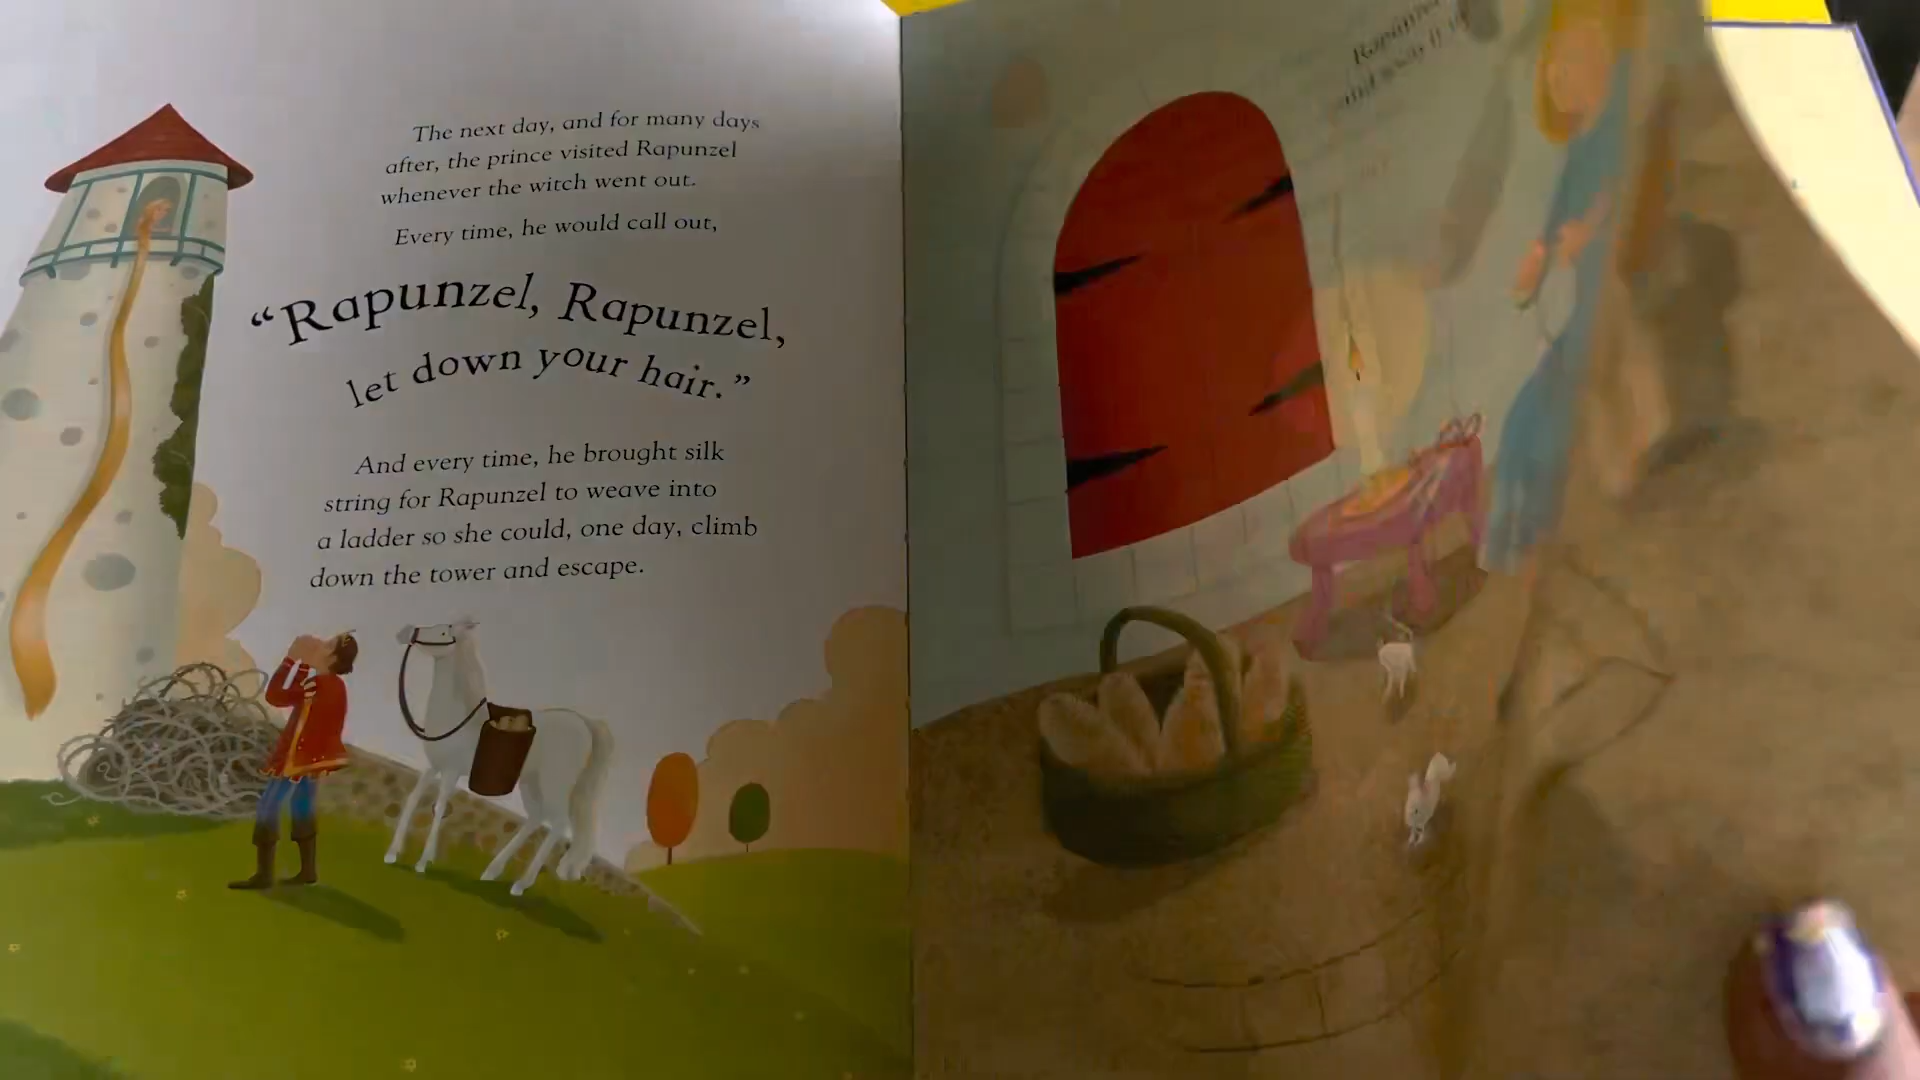 The next day, and for many days
after, the prince visited Rapunzel
whenever the witch went out.
Every time, he would call out,
“Rapunzel, Rapunzel,
let down your hair.”
And every time, he brought silk
string for Rapunzel to weave into
a ladder so she could, one day, climb
down the tower and escape.